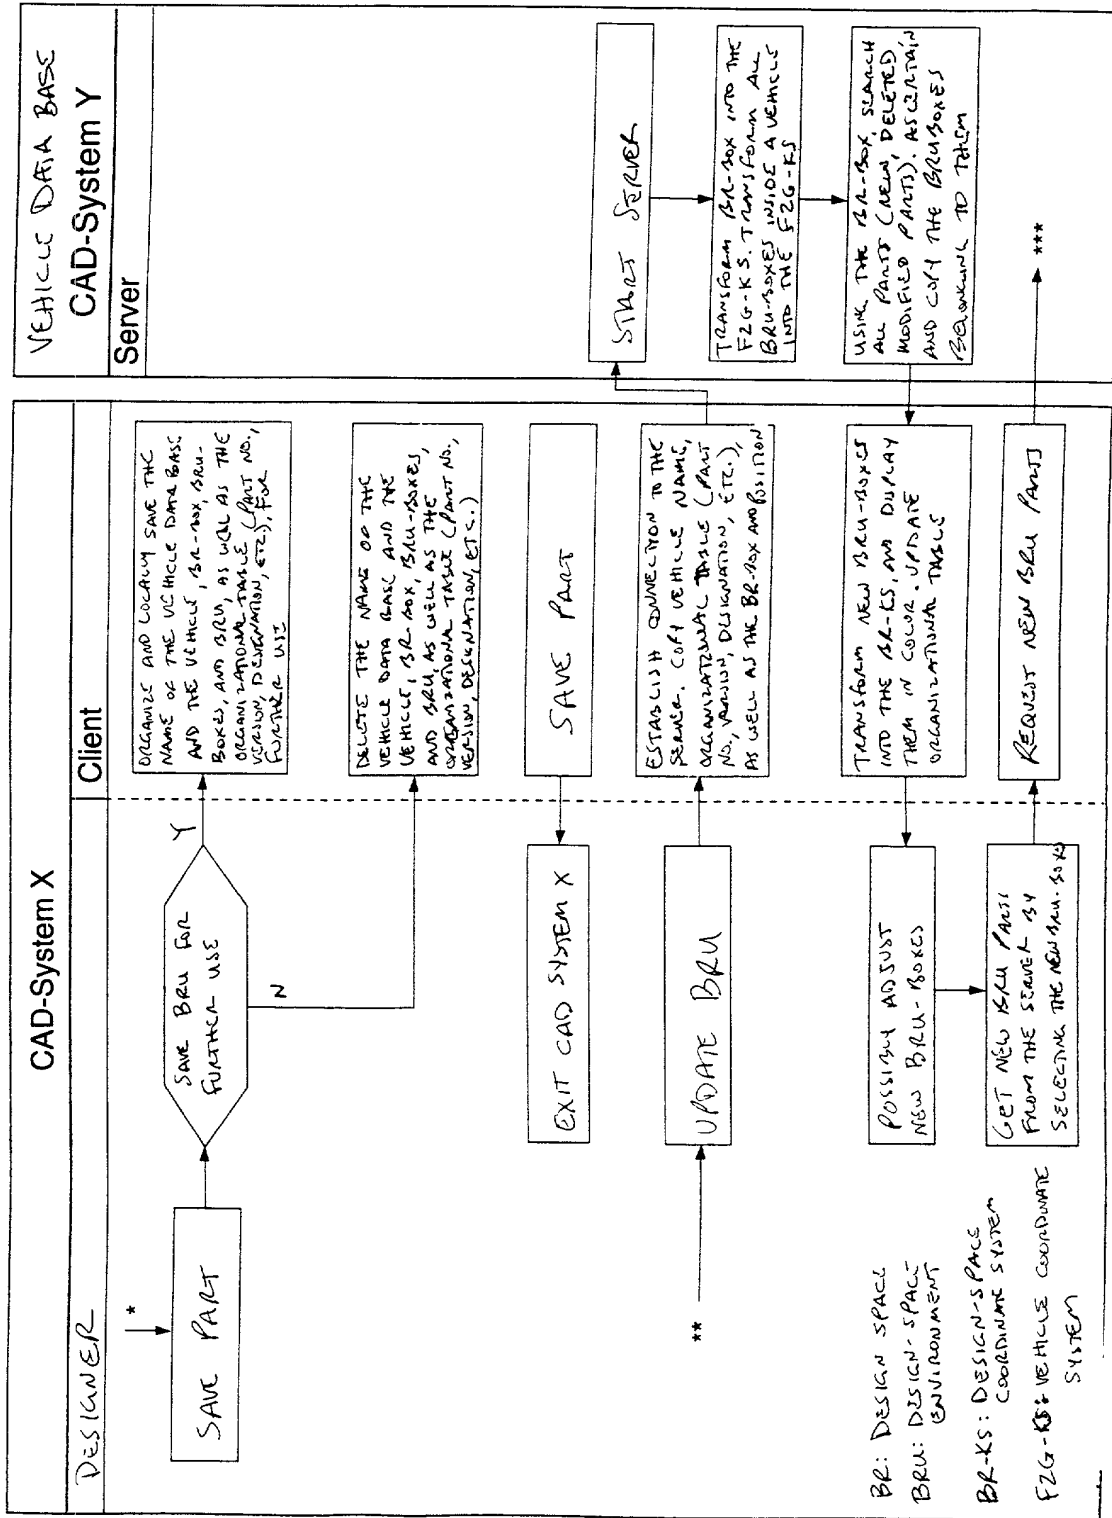 CAD-System X
VEHICLE DATA BASE
CAD-System Y
DESIGNER
Client
Server
*
SAVE PART
SAVE BRU FOR
FURTHER USE
Y
N
ORGANIZE AND LOCALLY SAVE THE
NAME OF THE VEHICLE DATA BASE
AND THE VEHICLE, BR-BOX, BRU-
BOXES, AND BRU, AS WELL AS THE
ORGANIZATIONAL TABLE (PART NO.,
VERSION, DESIGNATION, ETC.), FOR
FURTHER USE
DELETE THE NAME OF THE
VEHICLE DATA BASE AND THE
VEHICLE, BR-BOX, BRU-BOXES,
AND BRU, AS WELL AS THE
ORGANIZATIONAL TABLE (PART NO.,
VERSION, DESIGNATION, ETC.)
EXIT CAD SYSTEM X
SAVE PART
**
UPDATE BRU
ESTABLISH CONNECTION TO THE
SERVER. COPY VEHICLE NAME,
ORGANIZATIONAL TABLE (PART
NO., VERSION, DESIGNATION, ETC.),
AS WELL AS THE BR-BOX AND POSITION
START SERVER
TRANSFORM BR-BOX INTO THE
FZG-KS. TRANSFORM ALL
BRU-BOXES INSIDE A VEHICLE
INTO THE FZG-KS
USING THE BR-BOX, SEARCH
ALL PARTS (NEW, DELETED,
MODIFIED PARTS). ASCERTAIN
AND COPY THE BRU BOXES
BELONGING TO THEM
TRANSFORM NEW BRU-BOXES
INTO THE BR-KS, AND DISPLAY
THEM IN COLOR. UPDATE
ORGANIZATIONAL TABLE
POSSIBLY ADJUST
NEW BRU-BOXES
GET NEW BRU PARTS
FROM THE SERVER BY
SELECTING THE NEW BRU-BOXES
REQUEST NEW BRU PARTS
***
BR: DESIGN SPACE
BRU: DESIGN-SPACE
ENVIRONMENT
BR-KS: DESIGN-SPACE
COORDINATE SYSTEM
FZG-KS: VEHICLE COORDINATE
SYSTEM